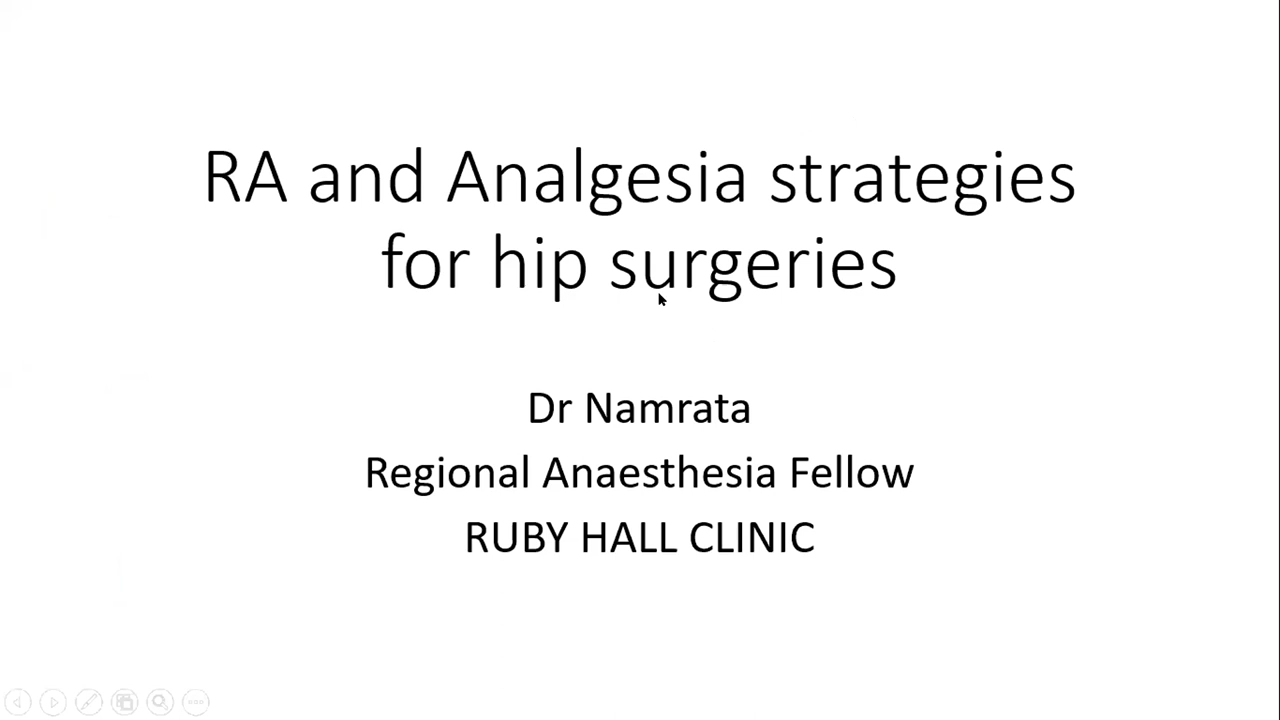 RA and Analgesia strategies
for hip surgeries
Dr Namrata
Regional Anaesthesia Fellow
RUBY HALL CLINIC